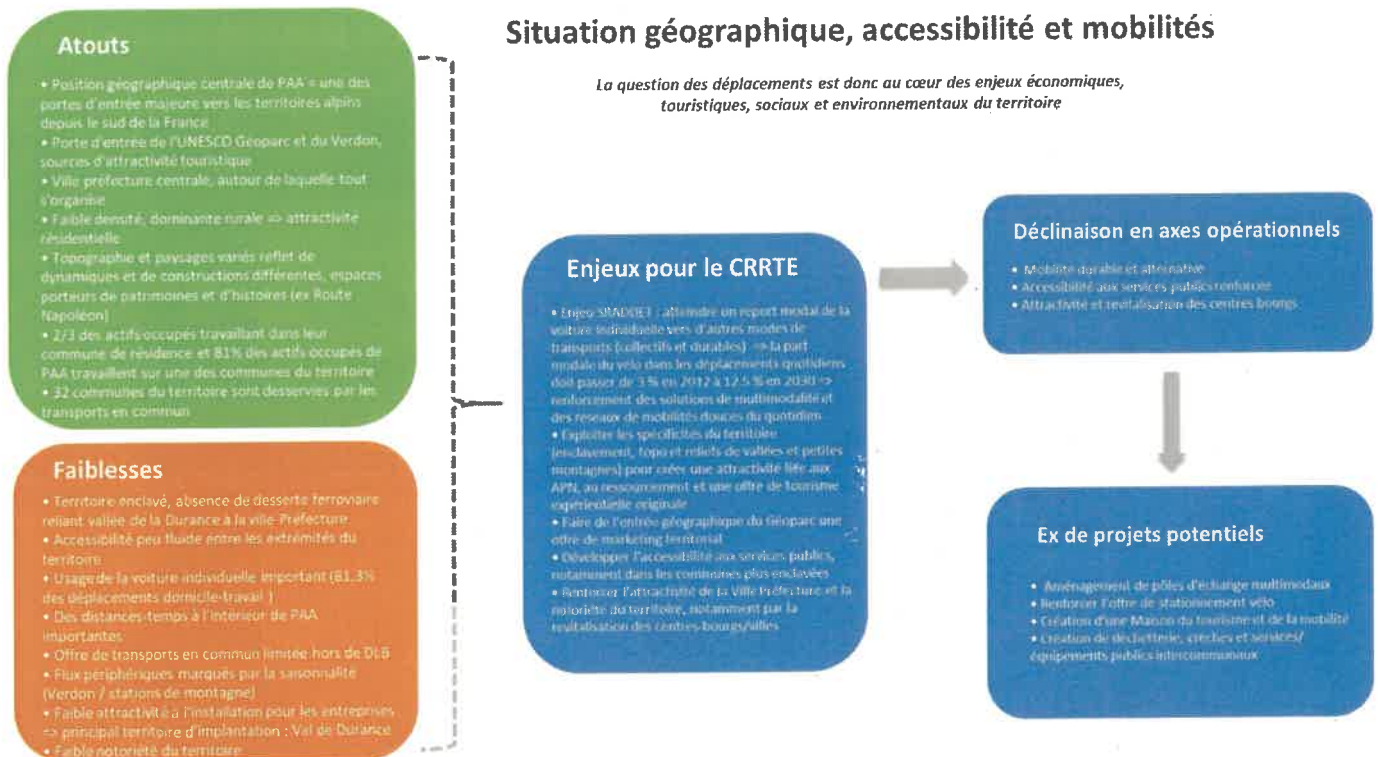 Situation géographique, accessibilité et mobilités
La question des déplacements est donc au cœur des enjeux économiques,
touristiques, sociaux et environnementaux du territoire
Atouts
• Position géographique centrale de PAA = une des
portes d'entrée majeure vers les territoires alpins
depuis le sud de la France
• Porte d'entrée de l'UNESCO Géoparc et du Verdon,
sources d'attractivité touristique
• Ville préfecture centrale, autour de laquelle tout
s'organise
• Faible densité, dominante rurale => attractivité
résidentielle
• Topographie et paysages variés reflet de
dynamiques et de constructions différentes, espaces
porteurs de patrimoines et d'histoires (ex Route
Napoléon)
• 2/3 des actifs occupés travaillant dans leur
commune de résidence et 81% des actifs occupés de
PAA travaillent sur une des communes du territoire
• 32 communes du territoire sont desservies par les
transports en commun
Faiblesses
• Territoire enclavé, absence de desserte ferroviaire
reliant vallée de la Durance à la ville-Préfecture
• Accessibilité peu fluide entre les extrémités du
territoire
• Usage de la voiture individuelle important (81.3%
des déplacements domicile-travail )
• Des distances-temps à l'intérieur de PAA
importantes
• Offre de transports en commun limitée hors de DLB
• Flux périphériques marqués par la saisonnalité
(Verdon / stations de montagne)
• Faible attractivité à l'installation pour les entreprises
=> principal territoire d'implantation : Val de Durance
• Faible notoriété du territoire
Enjeux pour le CRRTE
• Enjeu SRADDET : atteindre un report modal de la
voiture individuelle vers d'autres modes de
transports (collectifs et durables) => la part
modale du vélo dans les déplacements quotidiens
doit passer de 3 % en 2012 à 12.5 % en 2030 =>
renforcement des solutions de multimodalité et
des réseaux de mobilités douces du quotidien
• Exploiter les spécificités du territoire
(enclavement, topo et reliefs de vallées et petites
montagnes) pour créer une attractivité liée aux
APN, au ressourcement et une offre de tourisme
expérientielle originale
• Faire de l'entrée géographique du Géoparc une
offre de marketing territorial
• Développer l'accessibilité aux services publics,
notamment dans les communes plus enclavées
• Renforcer l'attractivité de la Ville Préfecture et la
notoriété du territoire, notamment par la
revitalisation des centres-bourgs/villes
Déclinaison en axes opérationnels
• Mobilité durable et alternative
• Accessibilité aux services publics renforcée
• Attractivité et revitalisation des centres bourgs
Ex de projets potentiels
• Aménagement de pôles d'échange multimodaux
• Renforcer l'offre de stationnement vélo
• Création d'une Maison du tourisme et de la mobilité
• Création de déchetterie, crèches et services/
équipements publics intercommunaux